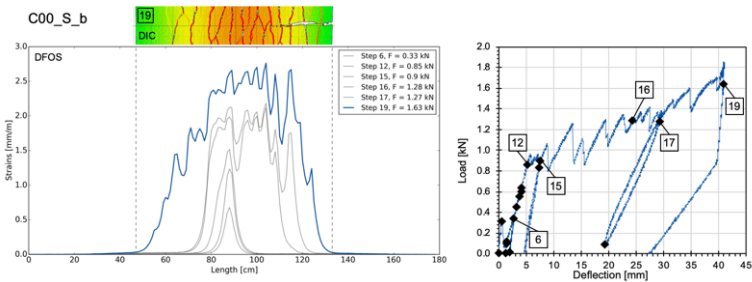 C00_S_b
19
DIC
DFOS
Step 6, F = 0.33 kN
Step 12, F = 0.85 kN
Step 15, F = 0.9 kN
Step 16, F = 1.28 kN
Step 17, F = 1.27 kN
Step 19, F = 1.63 kN
Strains [mm/m]
3.0
2.5
2.0
1.5
1.0
0.5
0.0
0 20 40 60 80 100 120 140 160 180
Length [cm]
Load [kN]
2.0
1.8
1.6
1.4
1.2
1.0
0.8
0.6
0.4
0.2
0.0
16
19
12
17
15
6
0 5 10 15 20 25 30 35 40 45
Deflection [mm]